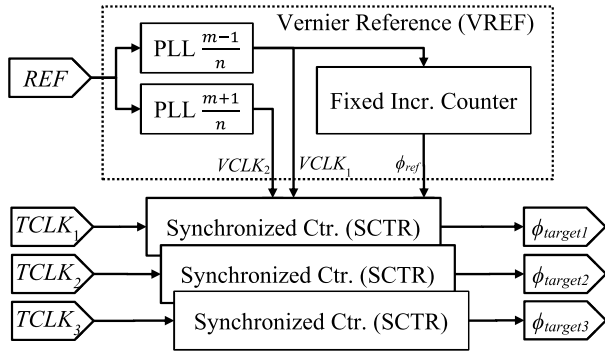 Vernier Reference (VREF)
REF
PLL m−1/n
PLL m+1/n
Fixed Incr. Counter
VCLK₂
VCLK₁
ϕref
TCLK₁
Synchronized Ctr. (SCTR)
ϕtarget1
TCLK₂
Synchronized Ctr. (SCTR)
ϕtarget2
TCLK₃
Synchronized Ctr. (SCTR)
ϕtarget3